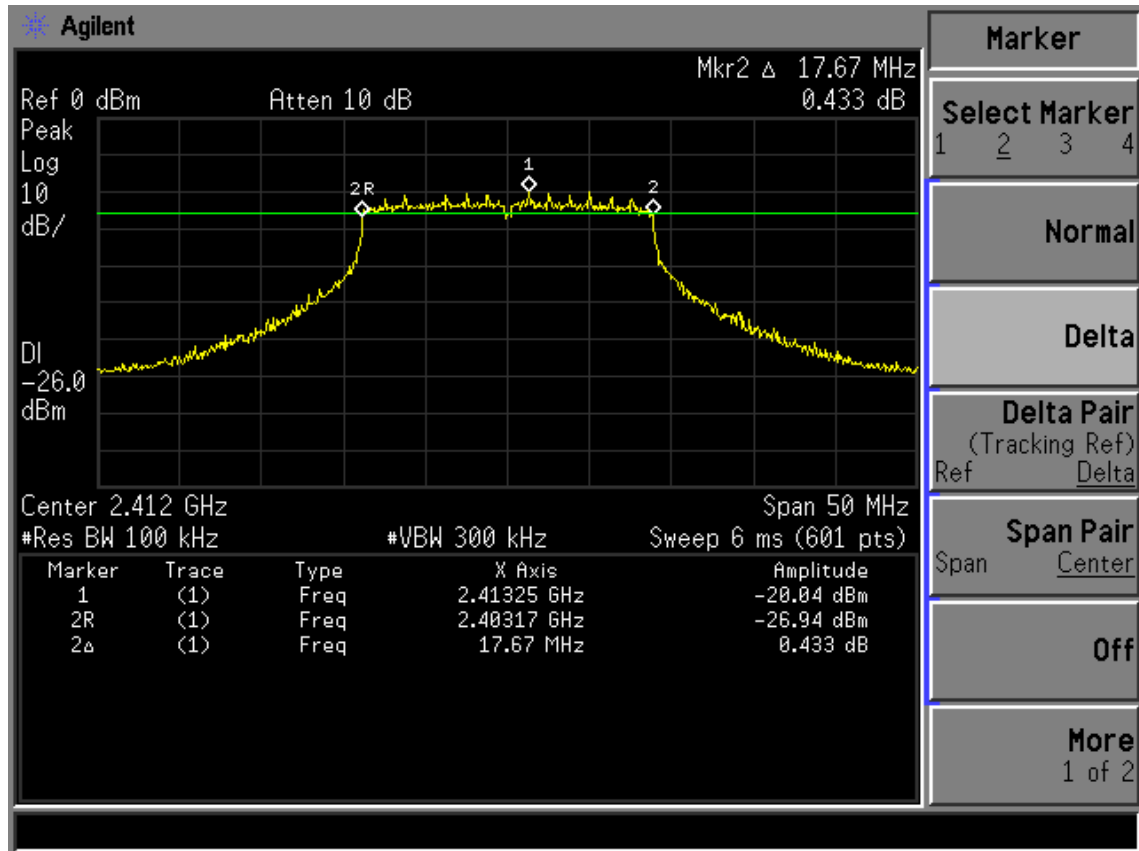 Agilent
Mkr2 Δ 17.67 MHz
Ref 0 dBm Atten 10 dB 0.433 dB
Peak
Log
10
dB/
1
2R
2
DI
-26.0
dBm
Center 2.412 GHz Span 50 MHz
#Res BW 100 kHz #VBW 300 kHz Sweep 6 ms (601 pts)
Marker Trace Type X Axis Amplitude
1 (1) Freq 2.41325 GHz -20.04 dBm
2R (1) Freq 2.40317 GHz -26.94 dBm
2Δ (1) Freq 17.67 MHz 0.433 dB
Marker
Select Marker
1 2 3 4
Normal
Delta
Delta Pair
(Tracking Ref)
Ref Delta
Span Pair
Span Center
Off
More
1 of 2